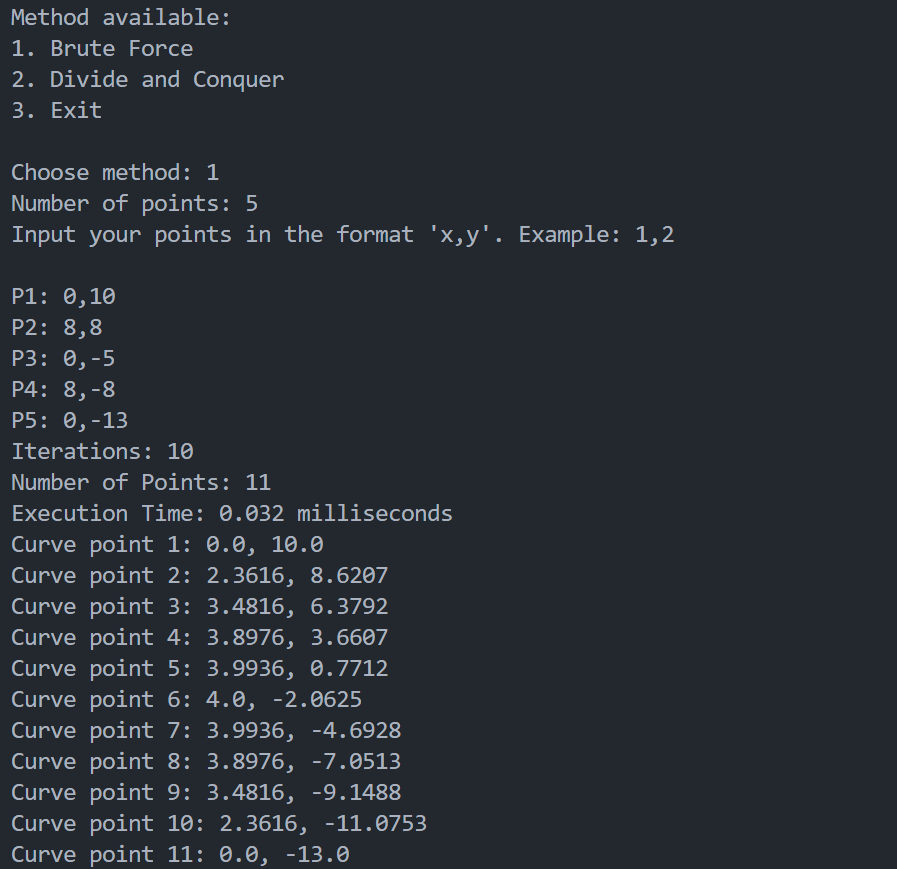 Method available:
1. Brute Force
2. Divide and Conquer
3. Exit
Choose method: 1
Number of points: 5
Input your points in the format 'x,y'. Example: 1,2
P1: 0,10
P2: 8,8
P3: 0,-5
P4: 8,-8
P5: 0,-13
Iterations: 10
Number of Points: 11
Execution Time: 0.032 milliseconds
Curve point 1: 0.0, 10.0
Curve point 2: 2.3616, 8.6207
Curve point 3: 3.4816, 6.3792
Curve point 4: 3.8976, 3.6607
Curve point 5: 3.9936, 0.7712
Curve point 6: 4.0, -2.0625
Curve point 7: 3.9936, -4.6928
Curve point 8: 3.8976, -7.0513
Curve point 9: 3.4816, -9.1488
Curve point 10: 2.3616, -11.0753
Curve point 11: 0.0, -13.0